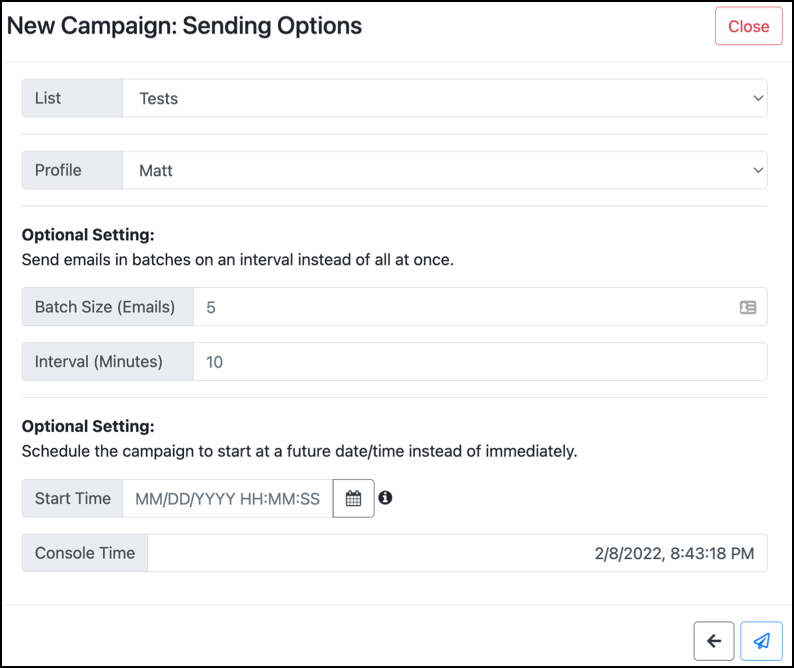 New Campaign: Sending Options
Close
List
Tests
Profile
Matt
Optional Setting:
Send emails in batches on an interval instead of all at once.
Batch Size (Emails)
5
Interval (Minutes)
10
Optional Setting:
Schedule the campaign to start at a future date/time instead of immediately.
Start Time
MM/DD/YYYY HH:MM:SS
Console Time
2/8/2022, 8:43:18 PM